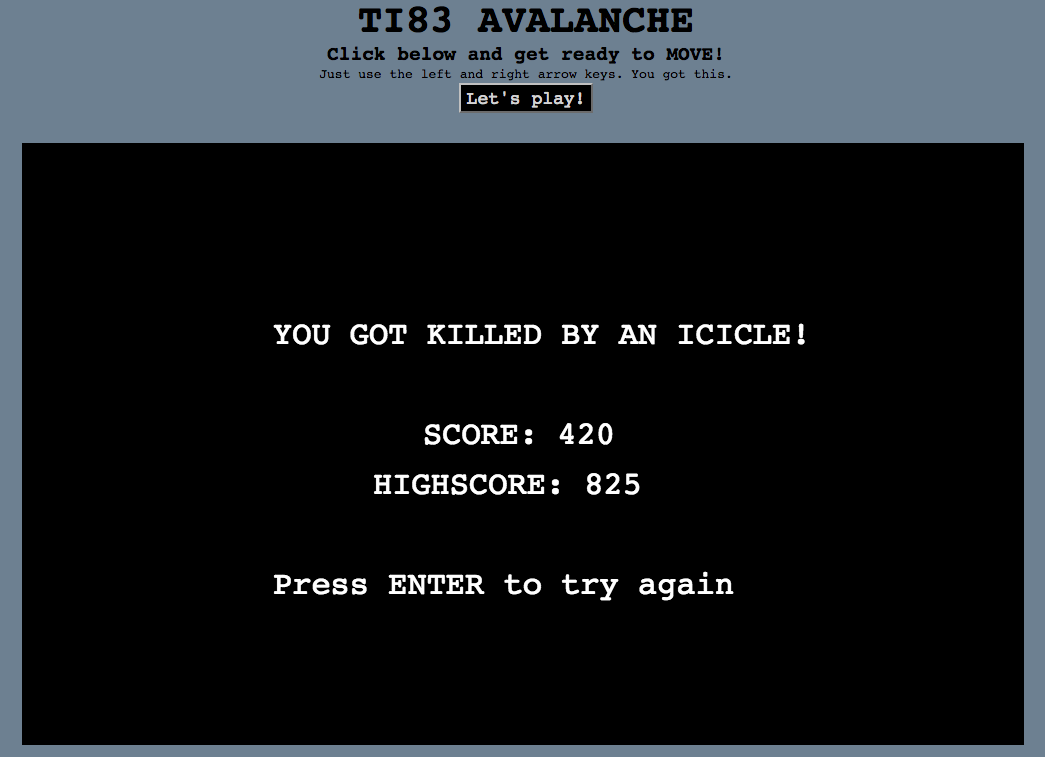 TI83 AVALANCHE
Click below and get ready to MOVE!
Just use the left and right arrow keys. You got this.
Let's play!
YOU GOT KILLED BY AN ICICLE!
SCORE: 420
HIGHSCORE: 825
Press ENTER to try again